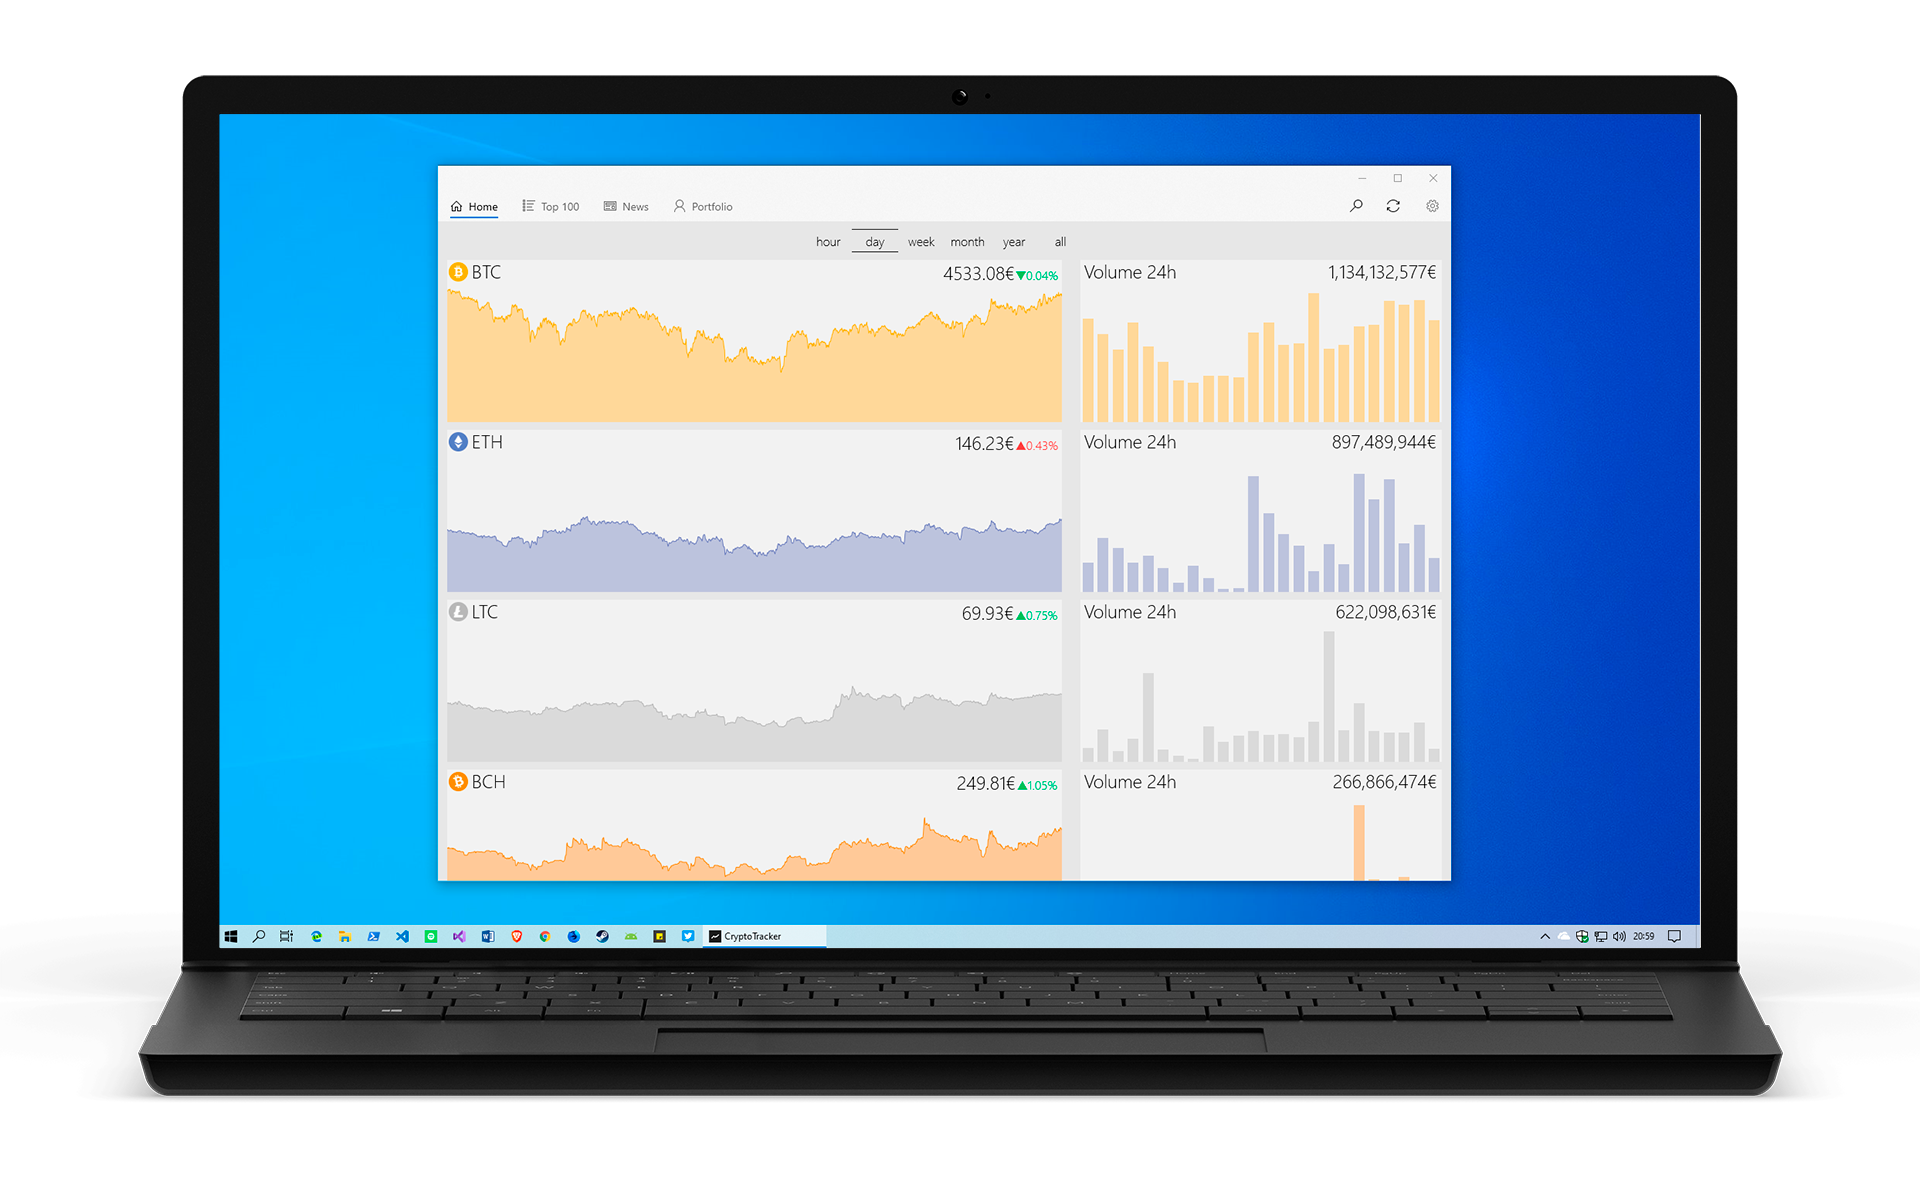 Home
Top 100
News
Portfolio
hour day week month year all
BTC
4533.08€▼0.04%
Volume 24h
1,134,132,577€
ETH
146.23€▲0.43%
Volume 24h
897,489,944€
LTC
69.93€▲0.75%
Volume 24h
622,098,631€
BCH
249.81€▲1.05%
Volume 24h
266,866,474€
CryptoTracker
20:59